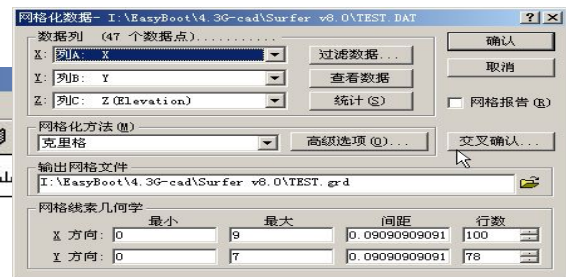 网格化数据- I:\EasyBoot\4.3G-cad\Surfer v8.0\TEST.DAT
数据列 (47 个数据点)...........
确认
X: 列A: X
过滤数据...
取消
Y: 列B: Y
查看数据
Z: 列C: Z(Elevation)
统计(S)
网格报告(R)
网格化方法(M)
克里格
高级选项(O)...
交叉确认...
输出网格文件
I:\EasyBoot\4.3G-cad\Surfer v8.0\TEST.grd
网格线素几何学
最小 最大 间距 行数
X 方向: 0 9 0.09090909091 100
Y 方向: 0 7 0.09090909091 78